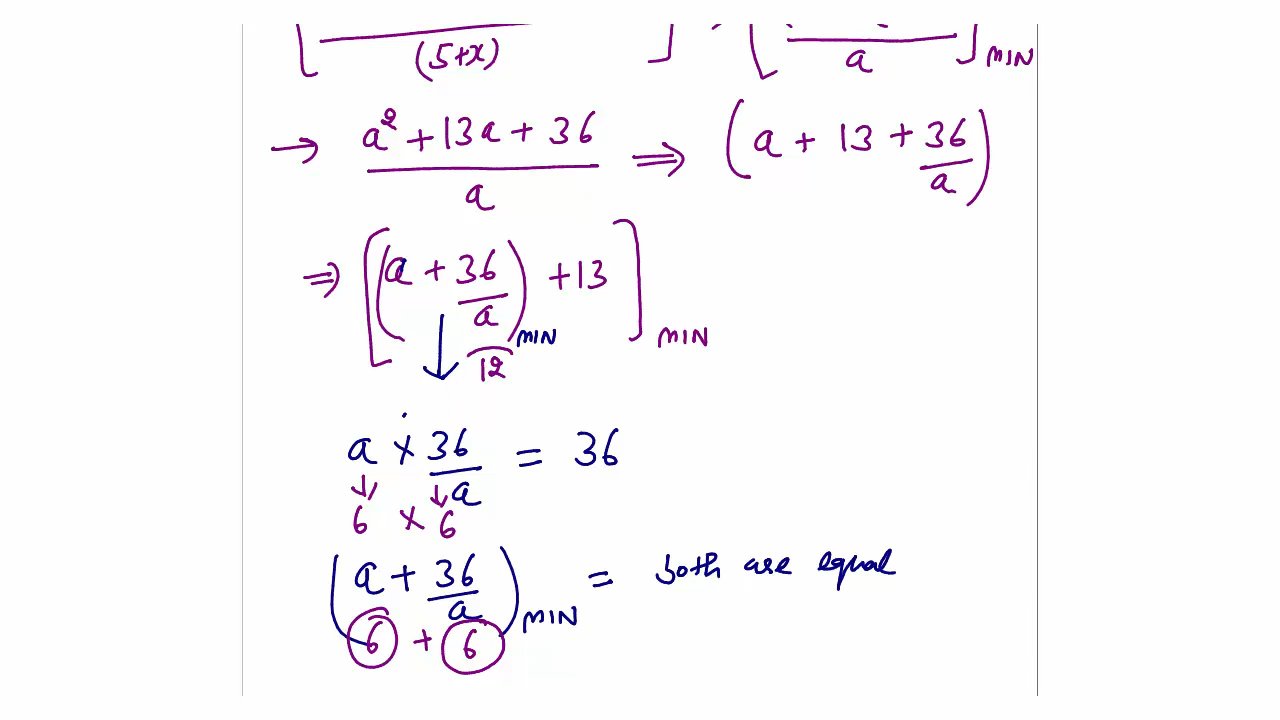 [ (5+x) ] · [ a ] MIN
→ a² + 13a + 36 / a ⇒ (a + 13 + 36/a)
⇒ [(a + 36/a) MIN + 13] MIN
12
a × 36/a = 36
↓ ↓
6 × 6
(a + 36/a) MIN = both are equal
6 + 6